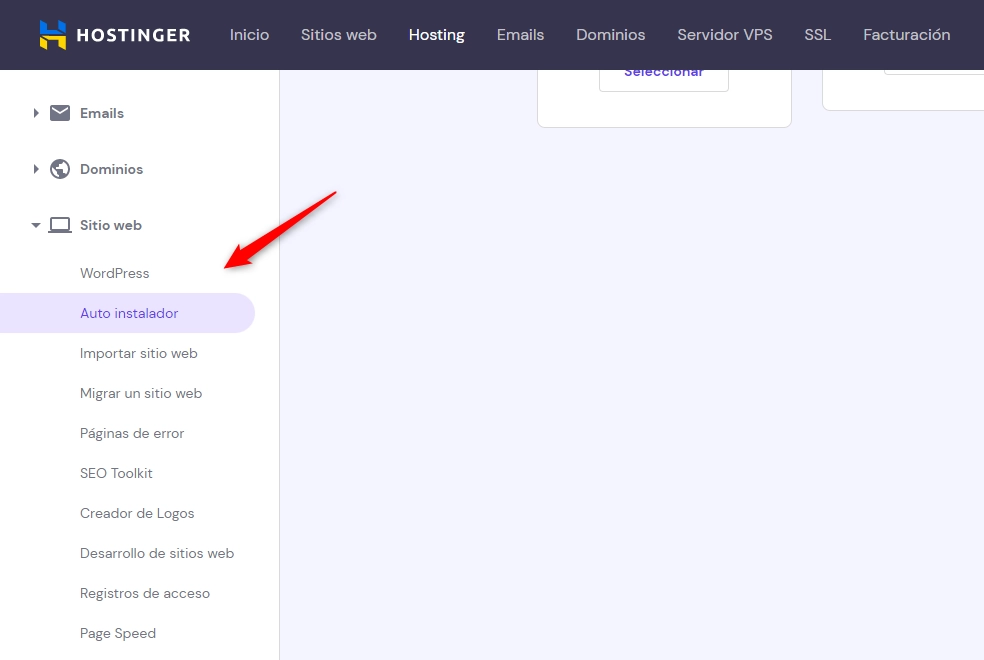 HOSTINGER Inicio Sitios web Hosting Emails Dominios Servidor VPS SSL Facturación
Seleccionar
Emails
Dominios
Sitio web
WordPress
Auto instalador
Importar sitio web
Migrar un sitio web
Páginas de error
SEO Toolkit
Creador de Logos
Desarrollo de sitios web
Registros de acceso
Page Speed